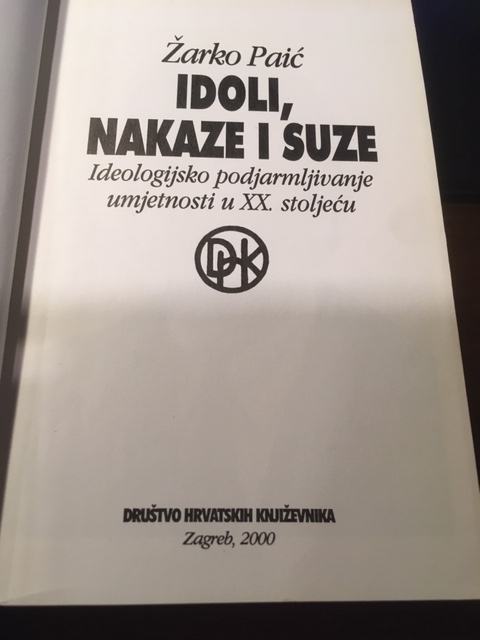 Žarko Paić
IDOLI,
NAKAZE I SUZE
Ideologijsko podjarmljivanje
umjetnosti u XX. stoljeću
DHK
DRUŠTVO HRVATSKIH KNJIŽEVNIKA
Zagreb, 2000